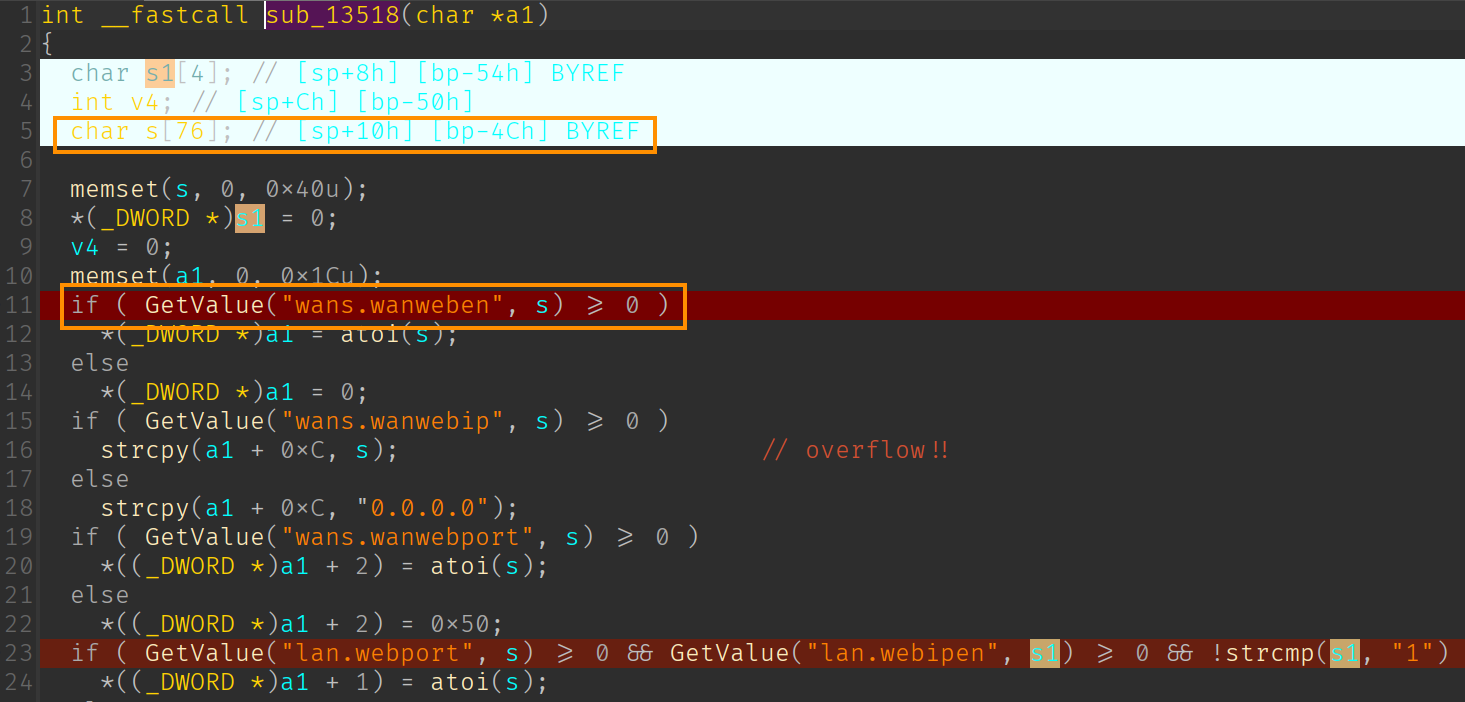 1 int __fastcall sub_13518(char *a1)
2 {
3 char s1[4]; // [sp+8h] [bp-54h] BYREF
4 int v4; // [sp+Ch] [bp-50h]
5 char s[76]; // [sp+10h] [bp-4Ch] BYREF
6
7 memset(s, 0, 0×40u);
8 *(_DWORD *)s1 = 0;
9 v4 = 0;
10 memset(a1, 0, 0×1Cu);
11 if ( GetValue("wans.wanweben", s) ⩾ 0 )
12 *(_DWORD *)a1 = atoi(s);
13 else
14 *(_DWORD *)a1 = 0;
15 if ( GetValue("wans.wanwebip", s) ⩾ 0 )
16 strcpy(a1 + 0×C, s); // overflow!!
17 else
18 strcpy(a1 + 0×C, "0.0.0.0");
19 if ( GetValue("wans.wanwebport", s) ⩾ 0 )
20 *((_DWORD *)a1 + 2) = atoi(s);
21 else
22 *((_DWORD *)a1 + 2) = 0×50;
23 if ( GetValue("lan.webport", s) ⩾ 0 && GetValue("lan.webipen", s1) ⩾ 0 && !strcmp(s1, "1")
24 *((_DWORD *)a1 + 1) = atoi(s);